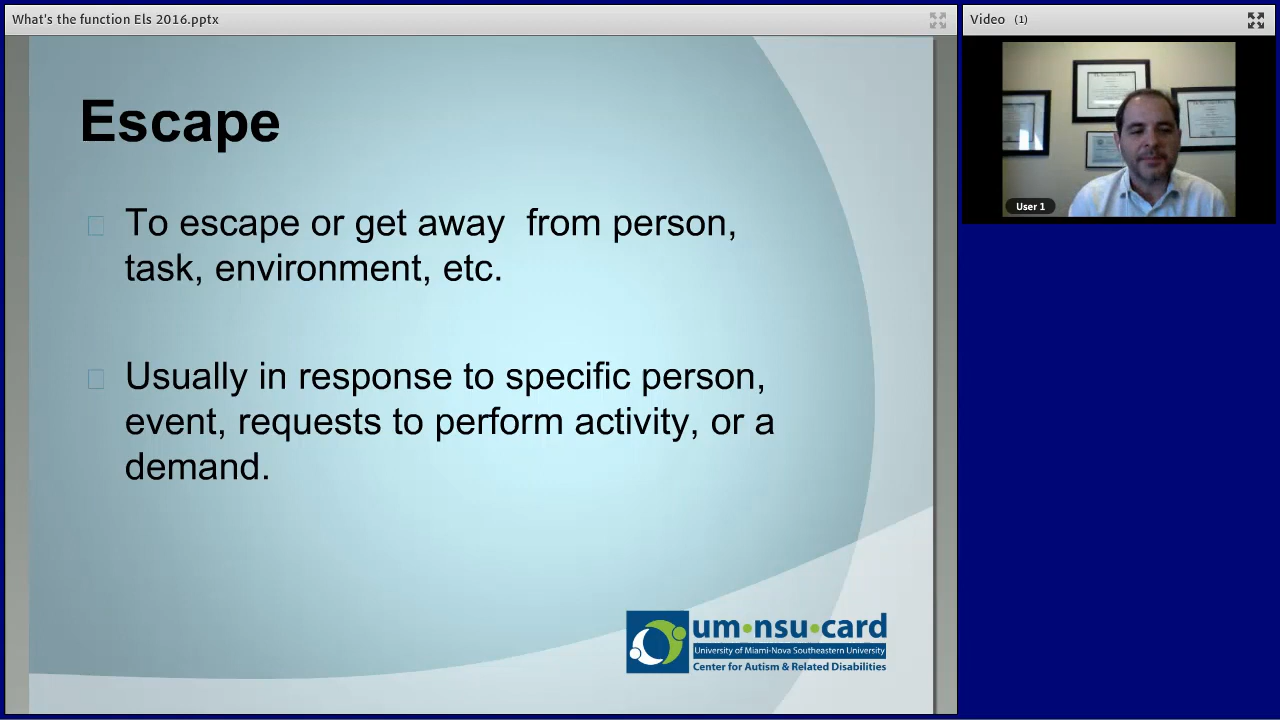 What's the function Els 2016.pptx
Video (1)
Escape
To escape or get away from person,
task, environment, etc.
Usually in response to specific person,
event, requests to perform activity, or a
demand.
User 1
um•nsu•card
University of Miami-Nova Southeastern University
Center for Autism & Related Disabilities